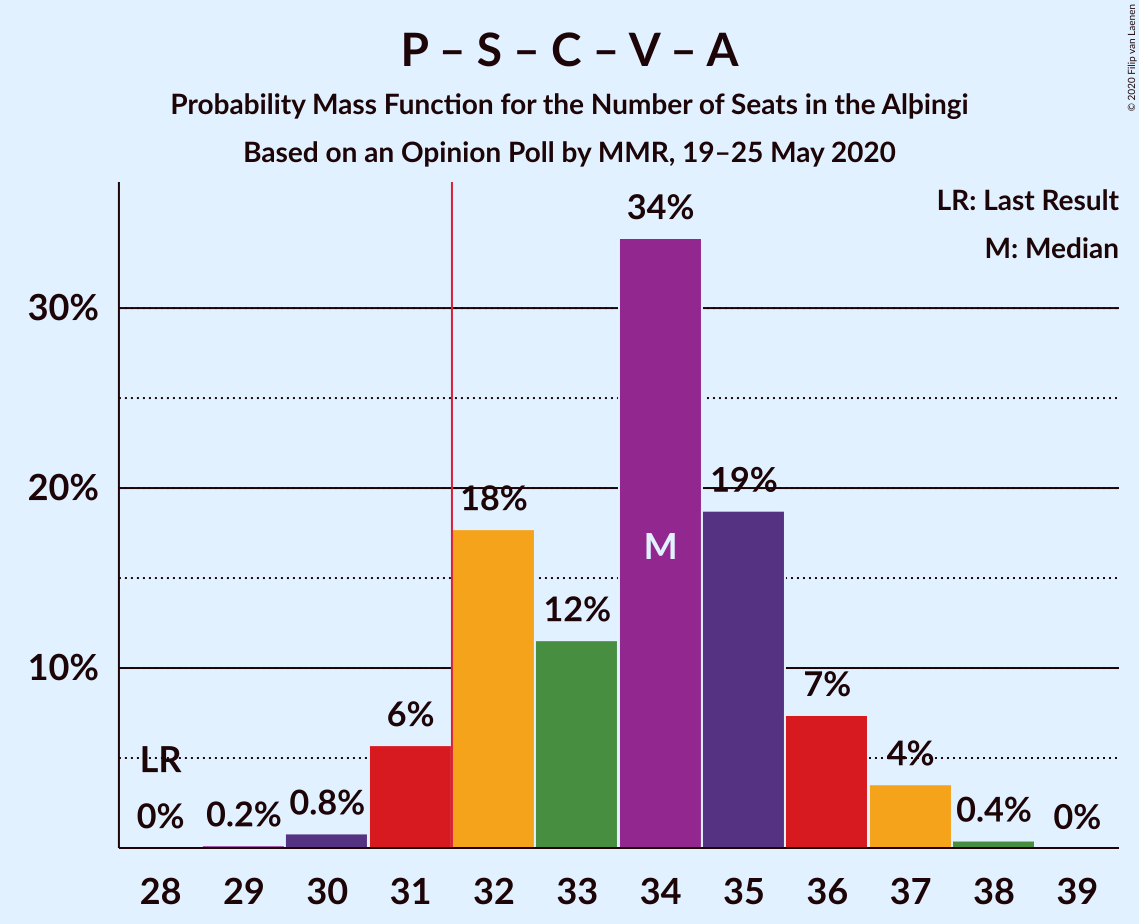 P – S – C – V – A
Probability Mass Function for the Number of Seats in the Alþingi
Based on an Opinion Poll by MMR, 19–25 May 2020
© 2020 Filip van Laenen
LR: Last Result
M: Median
34%
30%
20%
19%
18%
M
12%
10%
7%
6%
4%
LR
0%
0.2%
0.8%
0.4%
0%
28 29 30 31 32 33 34 35 36 37 38 39